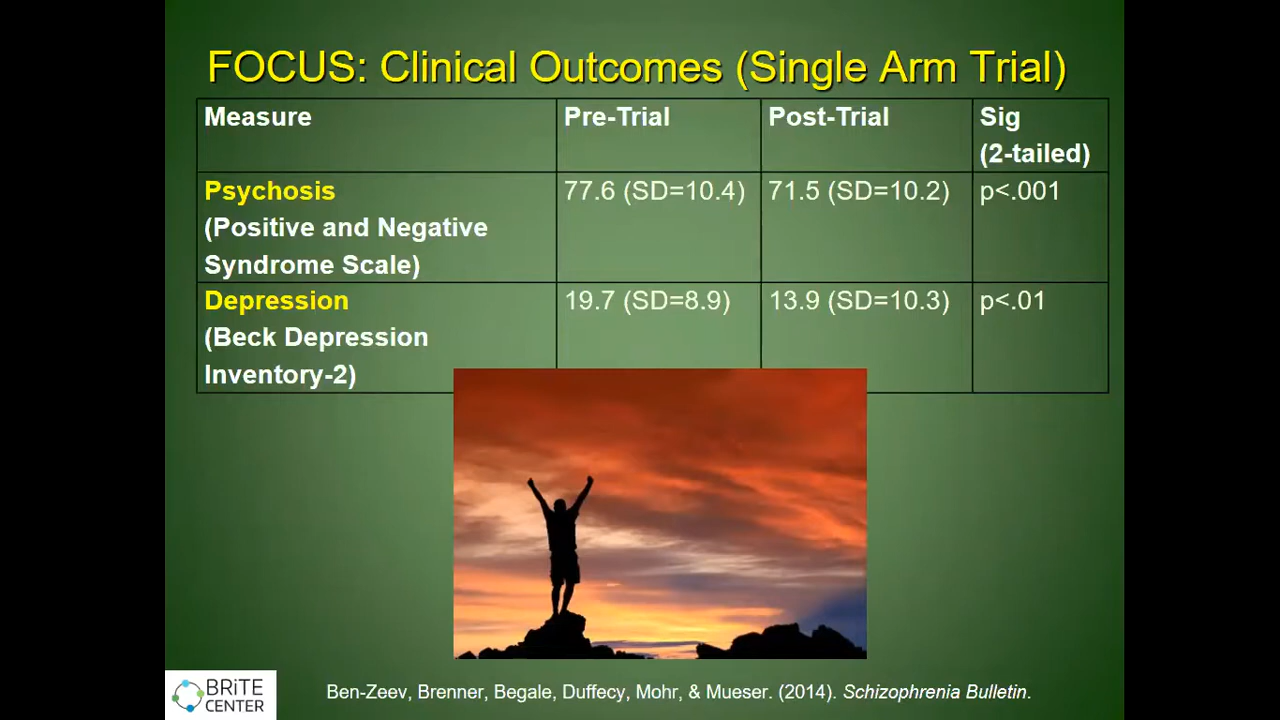 FOCUS: Clinical Outcomes (Single Arm Trial)
Measure Pre-Trial Post-Trial Sig
(2-tailed)
Psychosis 77.6 (SD=10.4) 71.5 (SD=10.2) p<.001
(Positive and Negative
Syndrome Scale)
Depression 19.7 (SD=8.9) 13.9 (SD=10.3) p<.01
(Beck Depression
Inventory-2)
BRiTE
CENTER
Ben-Zeev, Brenner, Begale, Duffecy, Mohr, & Mueser. (2014). Schizophrenia Bulletin.